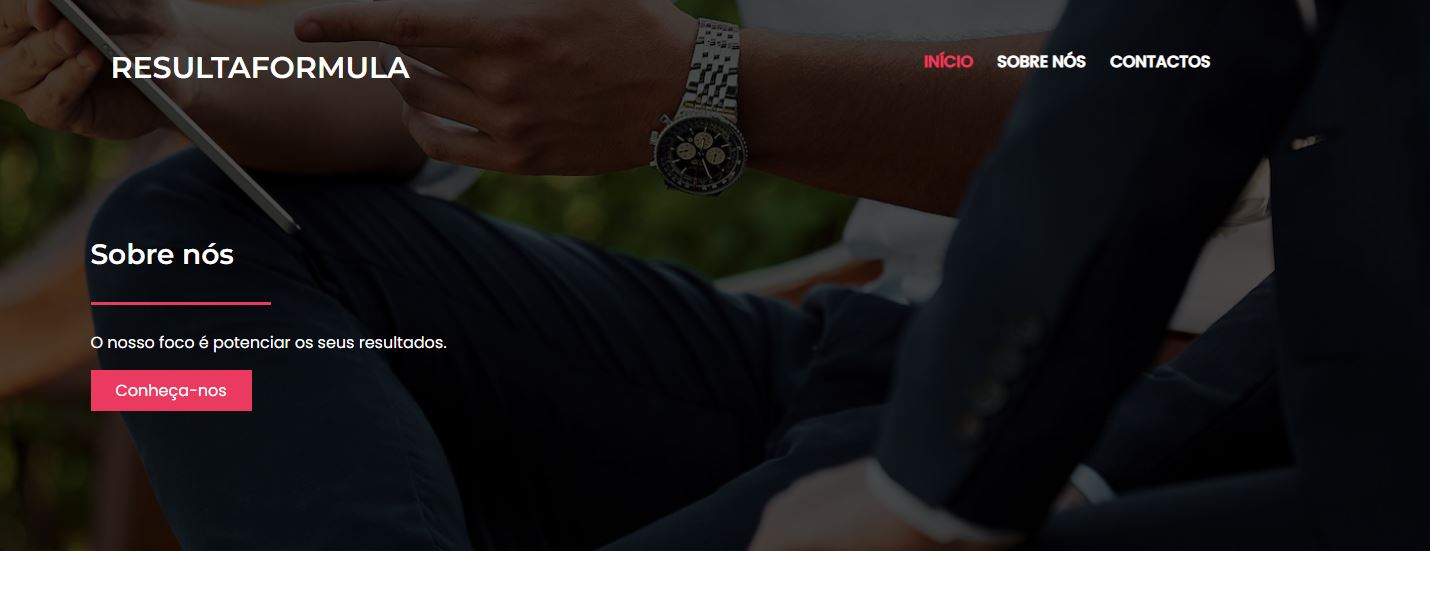 RESULTAFORMULA
INÍCIO SOBRE NÓS CONTACTOS
Sobre nós
O nosso foco é potenciar os seus resultados.
Conheça-nos